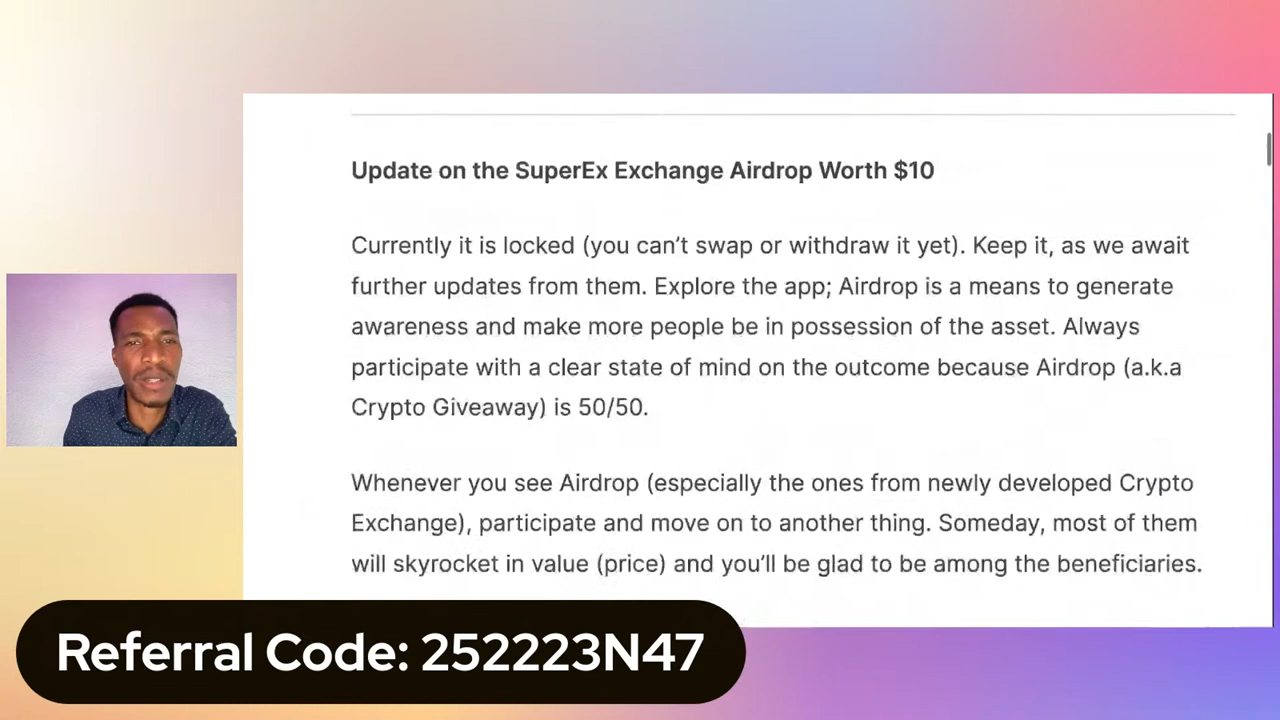 Update on the SuperEx Exchange Airdrop Worth $10
Currently it is locked (you can’t swap or withdraw it yet). Keep it, as we await
further updates from them. Explore the app; Airdrop is a means to generate
awareness and make more people be in possession of the asset. Always
participate with a clear state of mind on the outcome because Airdrop (a.k.a
Crypto Giveaway) is 50/50.
Whenever you see Airdrop (especially the ones from newly developed Crypto
Exchange), participate and move on to another thing. Someday, most of them
will skyrocket in value (price) and you’ll be glad to be among the beneficiaries.
Referral Code: 252223N47